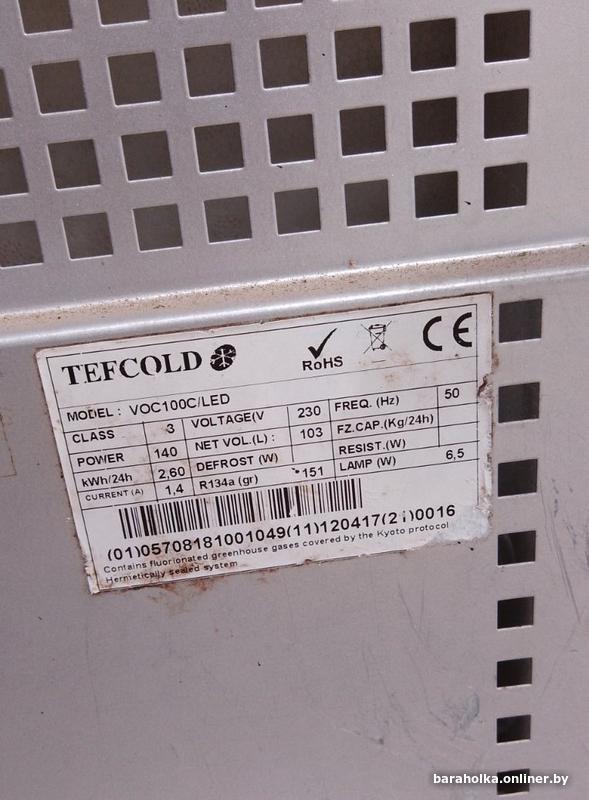 TEFCOLD RoHS CE
MODEL : VOC100C/LED
CLASS 3 VOLTAGE(V 230 FREQ. (Hz) 50
POWER 140 NET VOL.(L) : 103 FZ.CAP.(Kg/24h)
kWh/24h 2,60 DEFROST (W) RESIST.(W)
CURRENT (A) 1,4 R134a (gr) 151 LAMP (W) 6,5
(01)05708181001049(11)120417(21)0016
Contains fluorionated greenhouse gases covered by the Kyoto protocol
Hermetically sealed system
baraholka.onliner.by